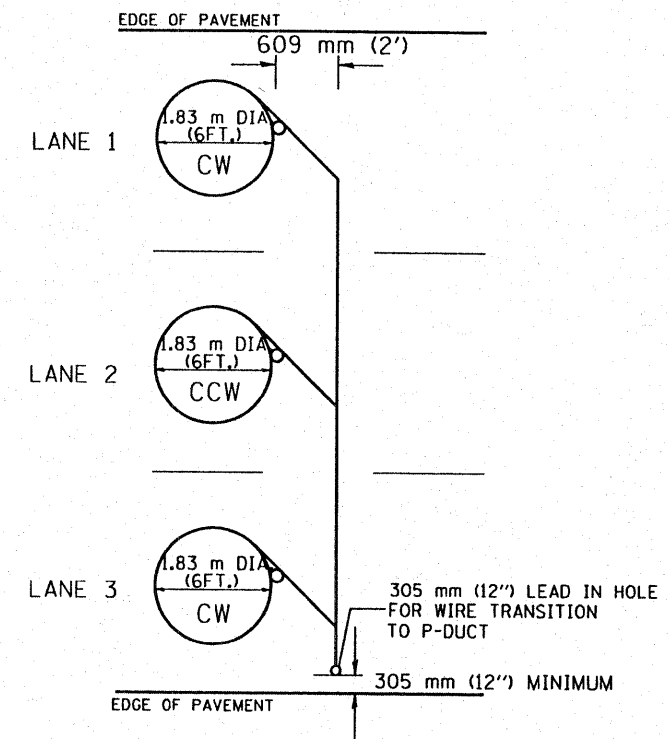 EDGE OF PAVEMENT
609 mm (2')
1.83 m DIA
(6FT.)
LANE 1
CW
1.83 m DIA
(6FT.)
LANE 2
CCW
1.83 m DIA
(6FT.)
LANE 3
CW
305 mm (12'') LEAD IN HOLE
FOR WIRE TRANSITION
TO P-DUCT
305 mm (12'') MINIMUM
EDGE OF PAVEMENT